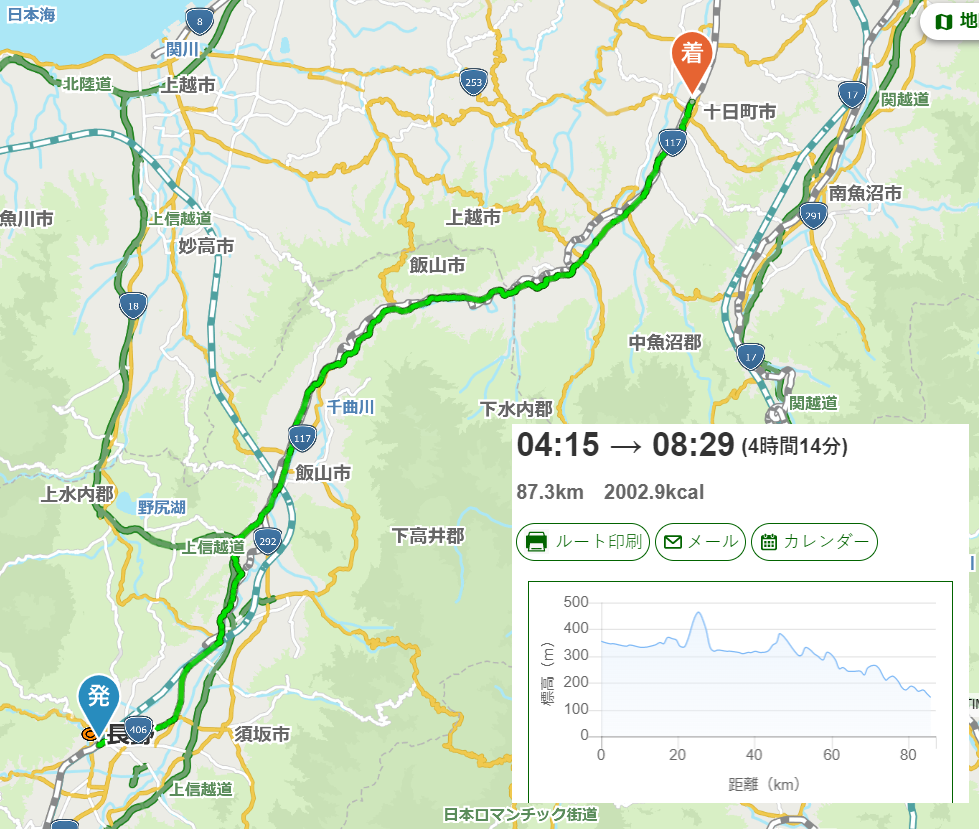 日本海
8
地
関川
北陸道
上越市
253
着
17
関越道
十日町市
117
魚川市
上信越道
妙高市
上越市
南魚沼市
291
飯山市
18
中魚沼郡
17
千曲川
下水内郡
関越道
117
飯山市
上水内郡
野尻湖
上信越道
292
下高井郡
発
406
須坂市
上信越道
日本ロマンチック街道
04:15 → 08:29 (4時間14分)
87.3km 2002.9kcal
ルート印刷 メール カレンダー
500
400
300
200
100
0
標高（m）
0 20 40 60 80
距離（km）